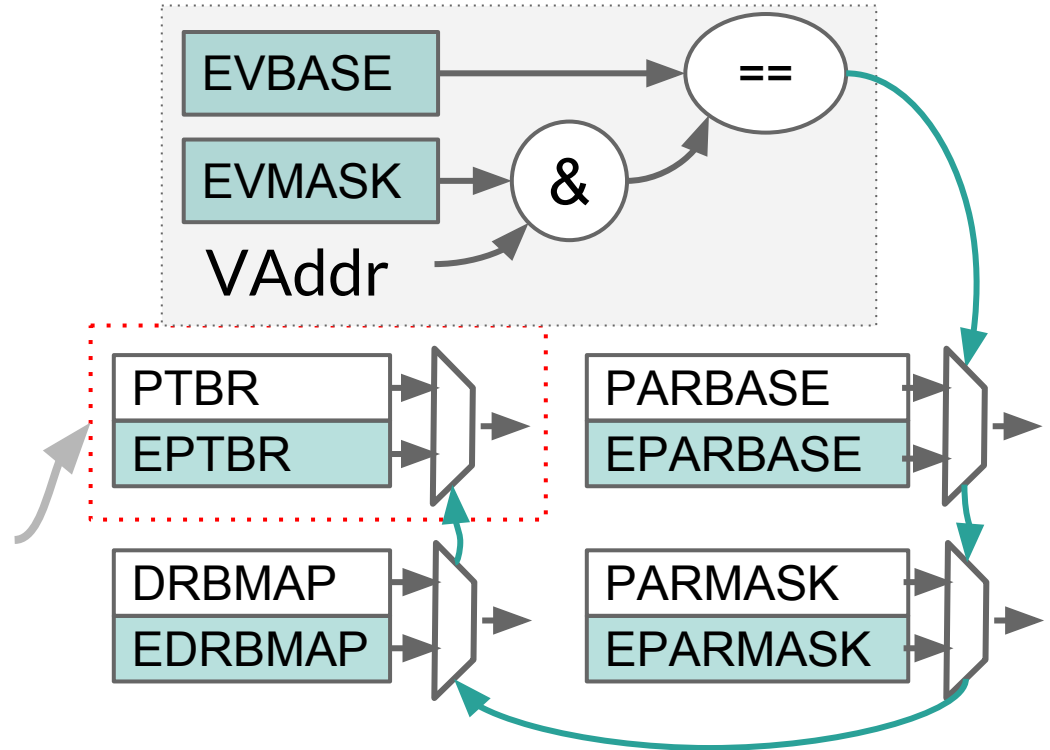 EVBASE
==
EVMASK
&
VAddr
PTBR
EPTBR
PARBASE
EPARBASE
DRBMAP
EDRBMAP
PARMASK
EPARMASK